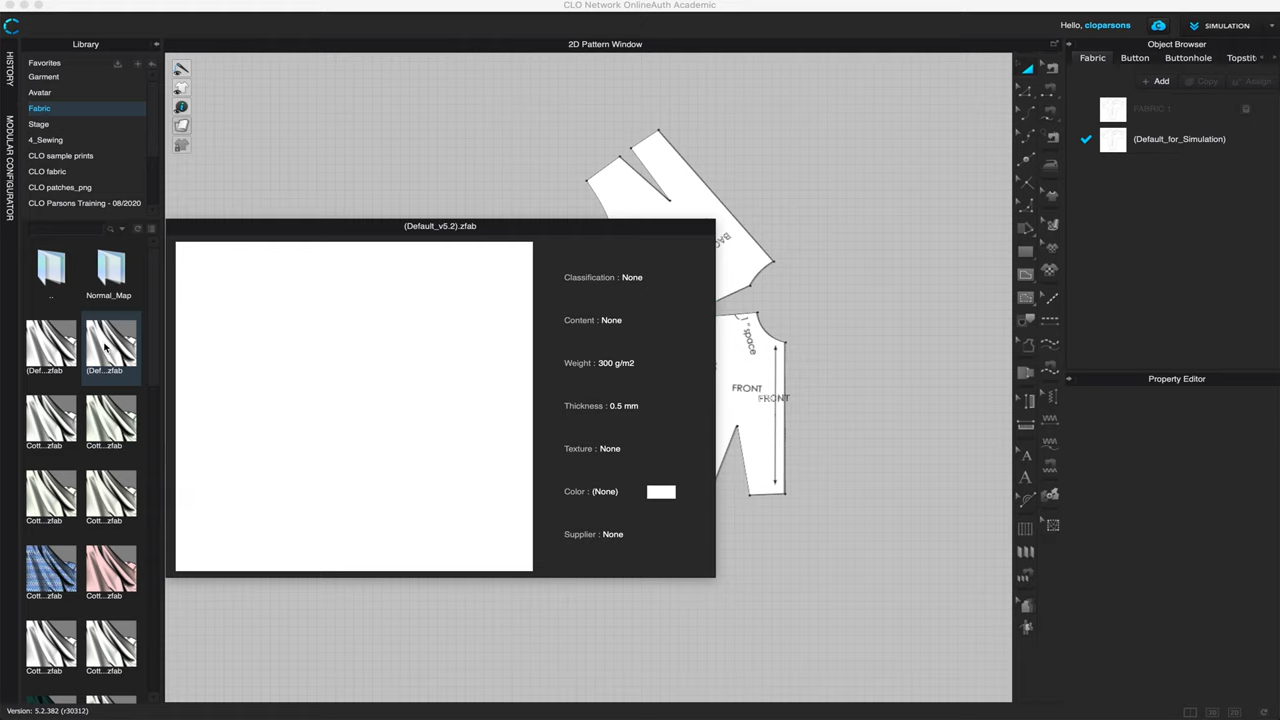 CLO Network OnlineAuth Academic
Hello, cloparsons
SIMULATION
HISTORY
MODULAR CONFIGURATOR
Library
Favorites
Garment
Avatar
Fabric
Stage
4_Sewing
CLO sample prints
CLO fabric
CLO patches_png
CLO Parsons Training - 08/2020
..
Normal_Map
(Def...zfab
(Def...zfab
Cott...zfab
Cott...zfab
Cott...zfab
Cott...zfab
Cott...zfab
Cott...zfab
Cott...zfab
Cott...zfab
Version: 5.2.382 (r30312)
2D Pattern Window
1 " space
FRONT
FRONT
(Default_v5.2).zfab
Classification : None
Content : None
Weight : 300 g/m2
Thickness : 0.5 mm
Texture : None
Color : (None)
Supplier : None
Object Browser
Fabric
Button
Buttonhole
Topstit
+ Add
Copy
Assign
FABRIC 1
(Default_for_Simulation)
Property Editor
A
A
3D
2D